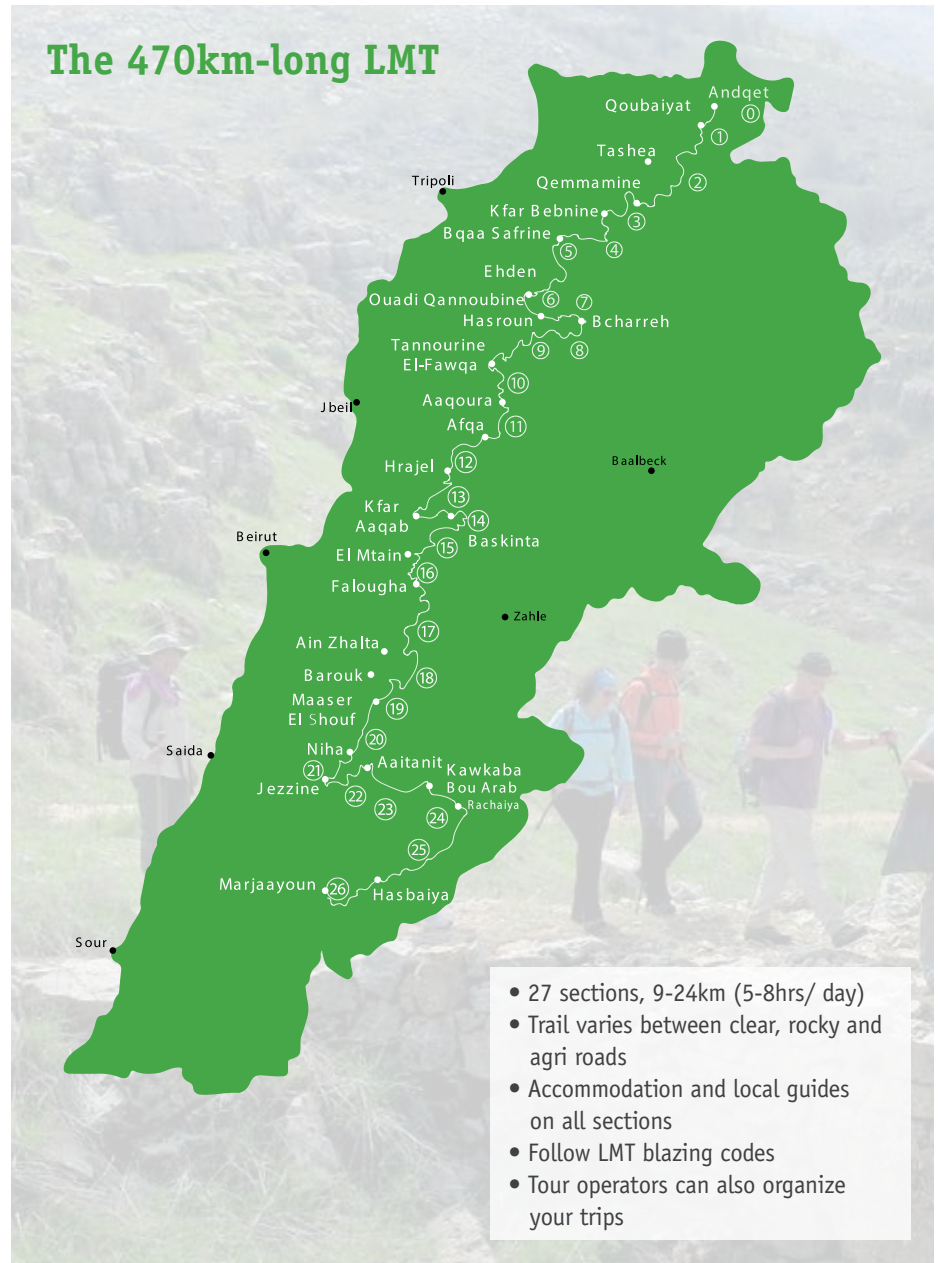 The 470km-long LMT
Andqet
Qoubaiyat
0
1
Tashea
Tripoli
Qemmamine
2
Kfar Bebnine
3
Bqaa Safrine
5
4
Ehden
Ouadi Qannoubine
6
7
Hasroun
Bcharreh
Tannourine
El-Fawqa
9
8
10
Jbeil
Aaqoura
Afqa
11
Hrajel
12
Baalbeck
13
Kfar
Aaqab
14
Baskinta
Beirut
El Mtain
15
Falougha
16
Zahle
17
Ain Zhalta
Barouk
18
Maaser
El Shouf
19
20
Saida
Niha
Aaitanit
Kawkaba
Bou Arab
21
Jezzine
22
23
Rachaiya
24
25
Marjaayoun
26
Hasbaiya
Sour
• 27 sections, 9-24km (5-8hrs/ day)
• Trail varies between clear, rocky and
agri roads
• Accommodation and local guides
on all sections
• Follow LMT blazing codes
• Tour operators can also organize
your trips